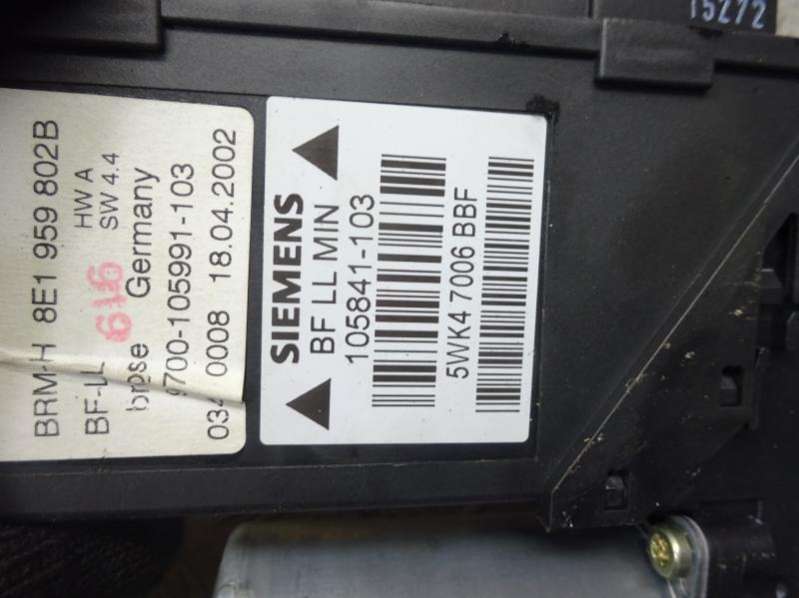 BRM-H 8E1 959 802B
BF-LL HW A
616 SW 4.4
brose Germany
9700-105991-103
0008 18.04.2002
SIEMENS
BF LL MIN
105841-103
5WK4 7006 BBF
15272